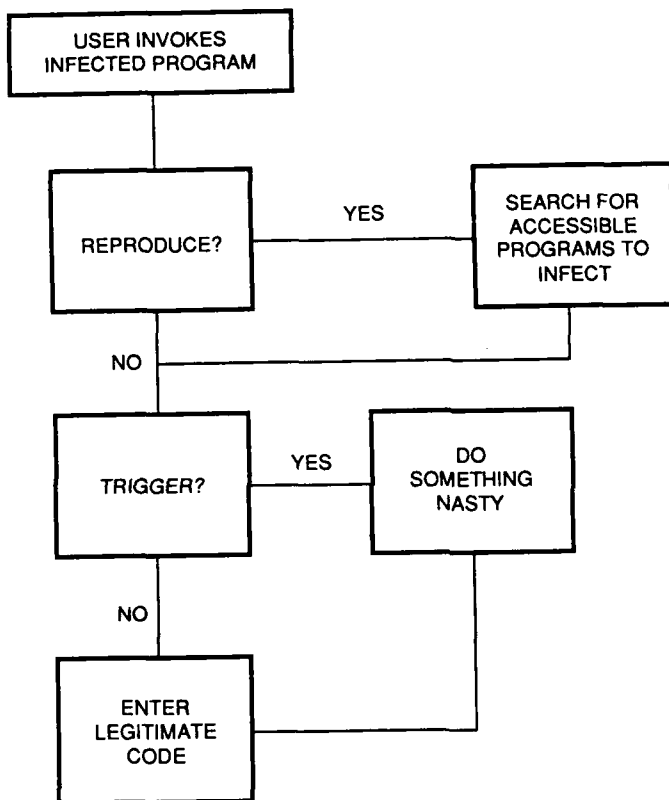 USER INVOKES
INFECTED PROGRAM
REPRODUCE?
YES
SEARCH FOR
ACCESSIBLE
PROGRAMS TO
INFECT
NO
TRIGGER?
YES
DO
SOMETHING
NASTY
NO
ENTER
LEGITIMATE
CODE